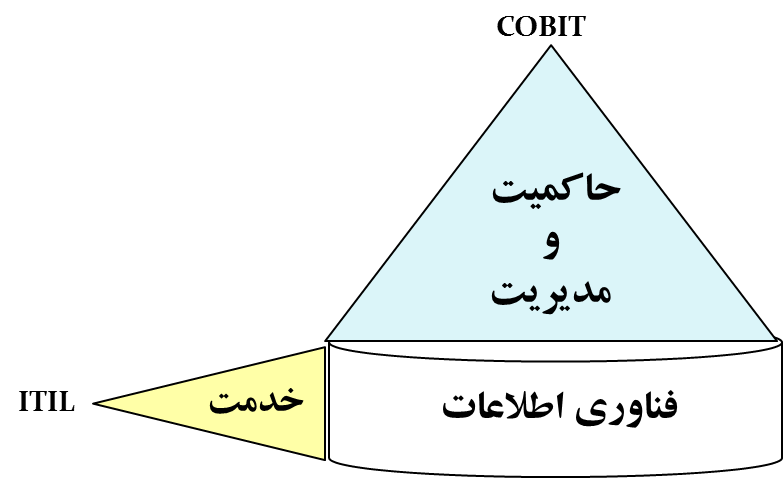 COBIT
حاکمیت
و
مدیریت
ITIL
خدمت
فناوری اطلاعات